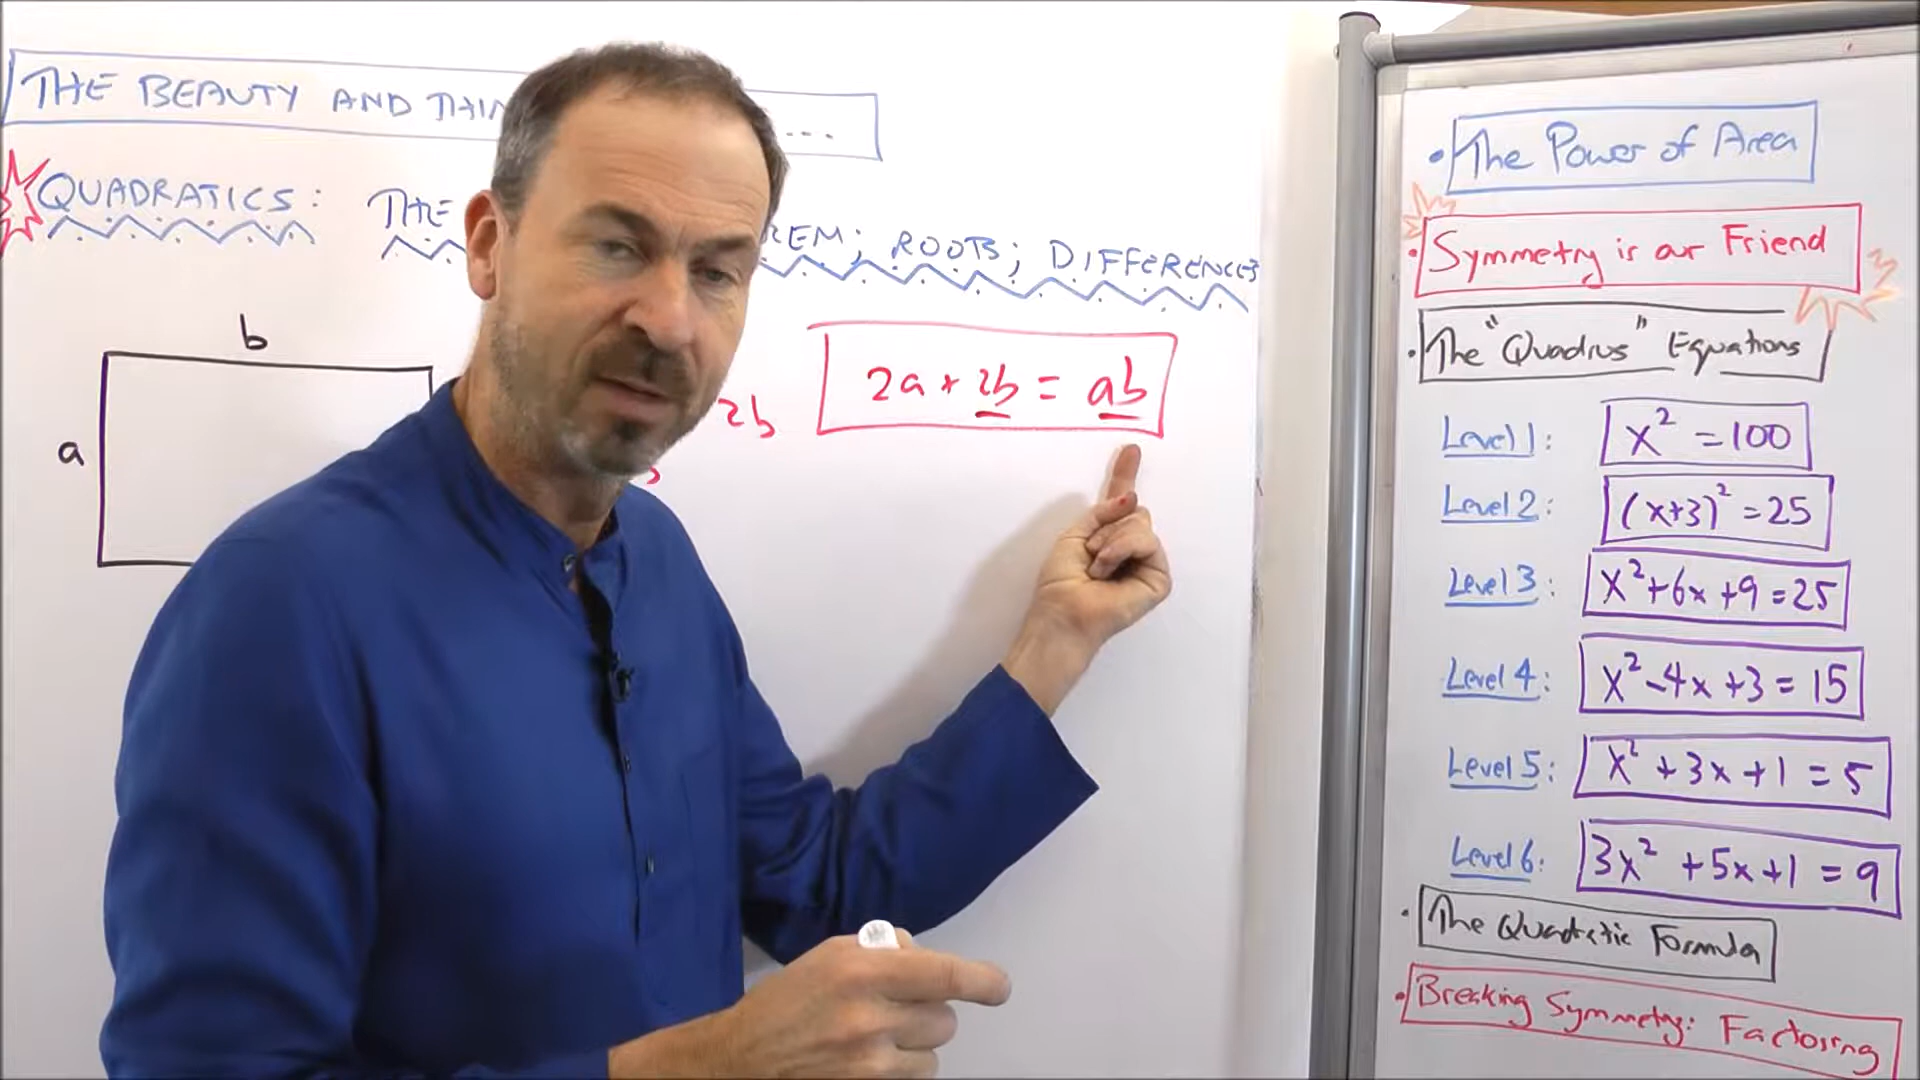 THE BEAUTY AND THIN ...
QUADRATICS: THE REM; ROOTS; DIFFERENCES
b
a
2b
2a + 2b = ab
• The Power of Area
• Symmetry is our Friend
• The "Quadrus" Equations
Level 1: x² = 100
Level 2: (x+3)² = 25
Level 3: x² + 6x + 9 = 25
Level 4: x² - 4x + 3 = 15
Level 5: x² + 3x + 1 = 5
Level 6: 3x² + 5x + 1 = 9
• The Quadratic Formula
• Breaking Symmetry: Factoring